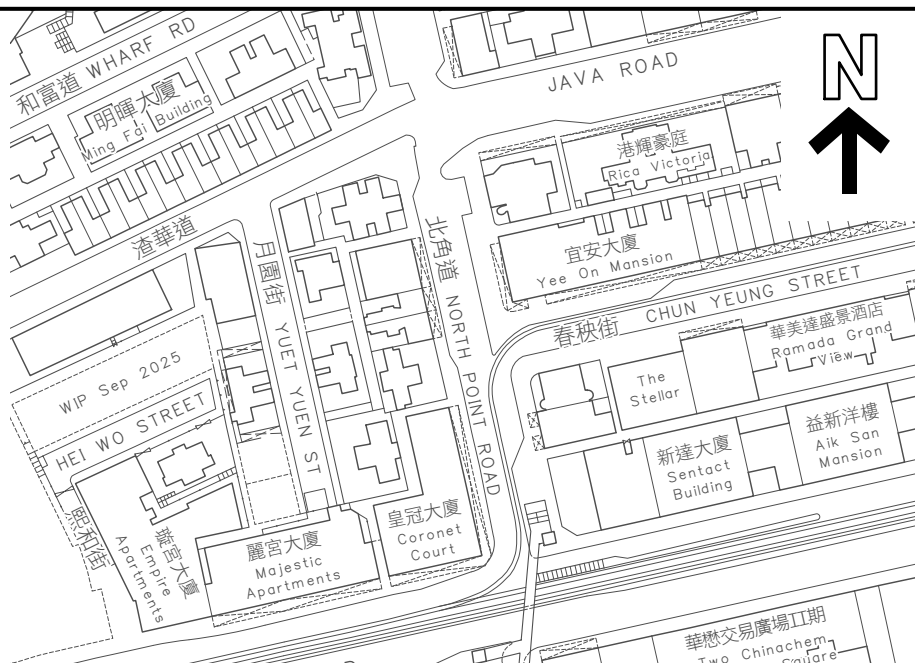 和富道 WHARF RD
明暉大廈
Ming Fai Building
JAVA ROAD
N
港輝豪庭
Rica Victoria
渣華道
月園街 YUET YUEN ST
北角道 NORTH POINT ROAD
宜安大廈
Yee On Mansion
春秧街 CHUN YEUNG STREET
華美達盛景酒店
Ramada Grand
View
The
Stellar
WIP Sep 2025
HEI WO STREET
熙和街
益新洋樓
Aik San
Mansion
新達大廈
Sentact
Building
皇冠大廈
Coronet
Court
麗宮大廈
Majestic
Apartments
蓯宮大廈
Empire
Apartments
華懋交易廣場II期
Two Chinachem